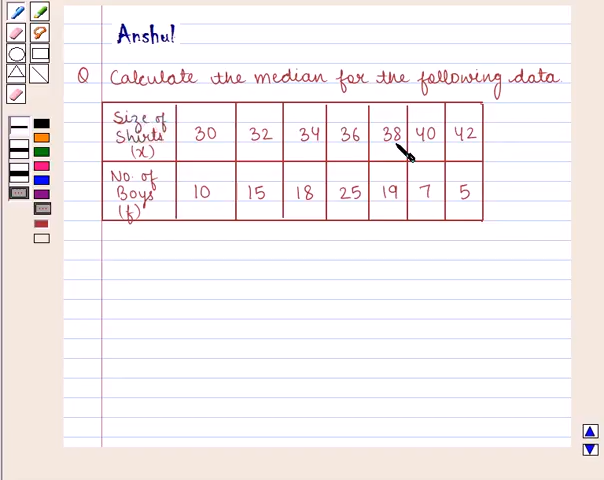 Anshul
Q Calculate the median for the following data.
Size of Shirts (x) 30 32 34 36 38 40 42
No. of Boys (f) 10 15 18 25 19 7 5